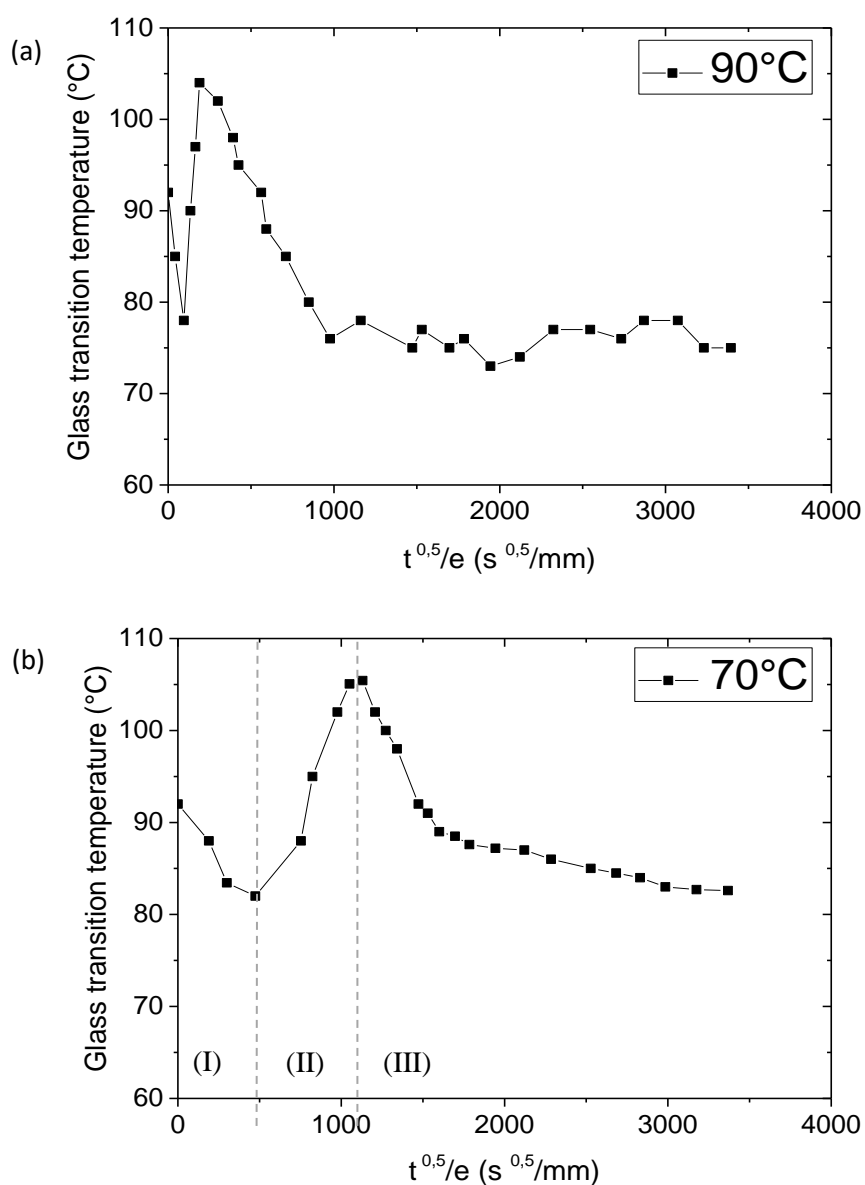 (a)
Glass transition temperature (°C)
110
100
90
80
70
60
90°C
0
1000
2000
3000
4000
t 0,5/e (s 0,5/mm)
(b)
Glass transition temperature (°C)
110
100
90
80
70
60
70°C
(I)
(II)
(III)
0
1000
2000
3000
4000
t 0,5/e (s 0,5/mm)